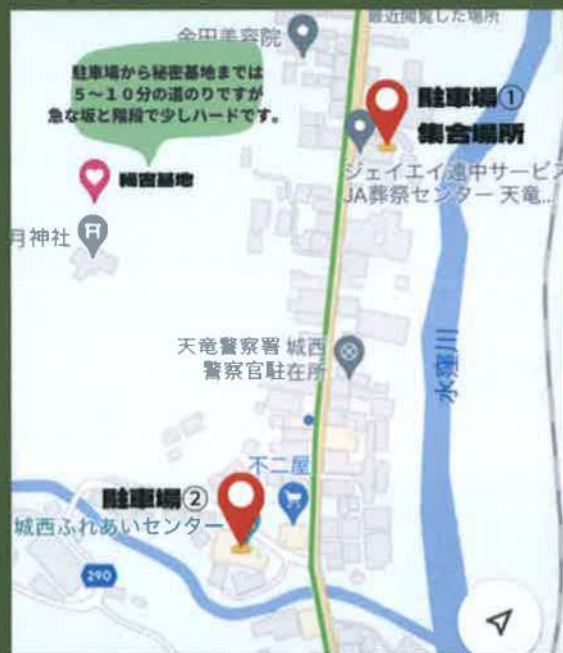 最近閲覧した場所
金田美容院
駐車場から秘密基地までは
5~10分の道のりですが
急な坂と階段で少しハードです。
駐車場①
集合場所
秘密基地
ジェイエイ遠中サービス
JA葬祭センター 天竜...
月神社
天竜警察署 城西
警察官駐在所
水窪川
不二屋
駐車場②
城西ふれあいセンター
290